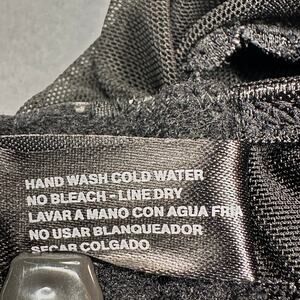 HAND WASH COLD WATER
NO BLEACH - LINE DRY
LAVAR A MANO CON AGUA FRIA
NO USAR BLANQUEADOR
SECAR COLGADO